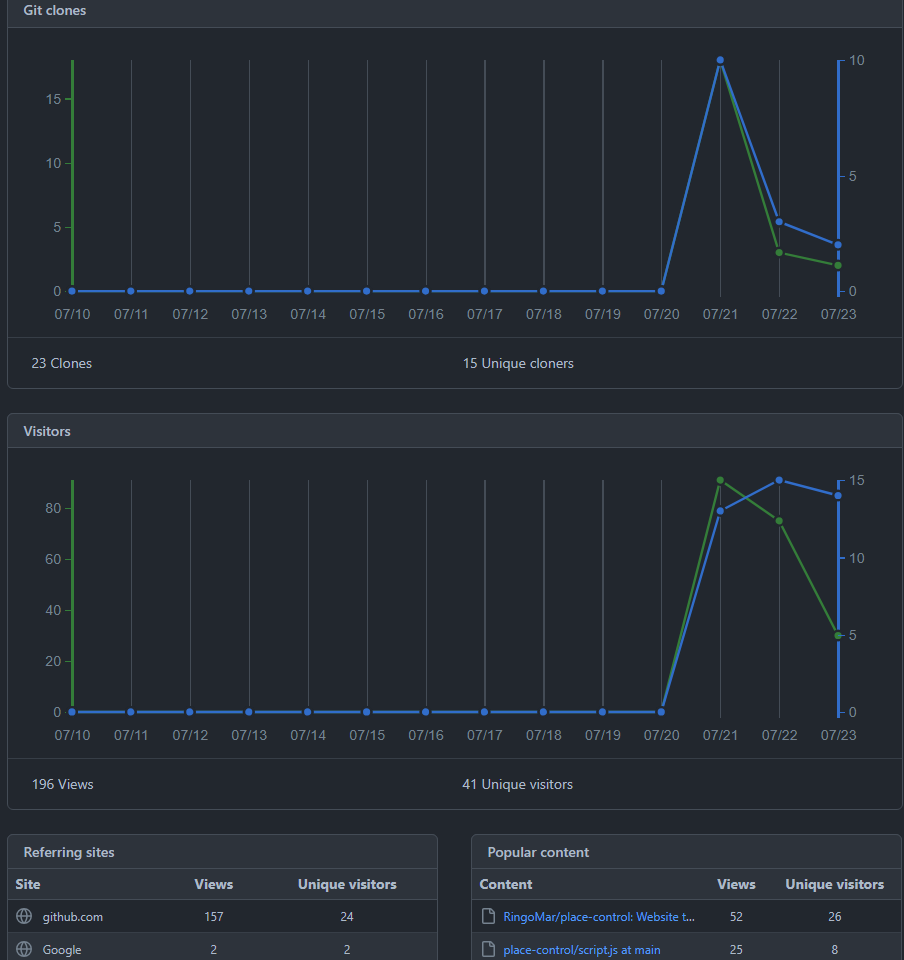 Git clones
15
10
5
0
10
5
0
07/10 07/11 07/12 07/13 07/14 07/15 07/16 07/17 07/18 07/19 07/20 07/21 07/22 07/23
23 Clones 15 Unique cloners
Visitors
80
60
40
20
0
15
10
5
0
07/10 07/11 07/12 07/13 07/14 07/15 07/16 07/17 07/18 07/19 07/20 07/21 07/22 07/23
196 Views 41 Unique visitors
Referring sites
Site Views Unique visitors
github.com 157 24
Google 2 2
Popular content
Content Views Unique visitors
RingoMar/place-control: Website t... 52 26
place-control/script.js at main 25 8